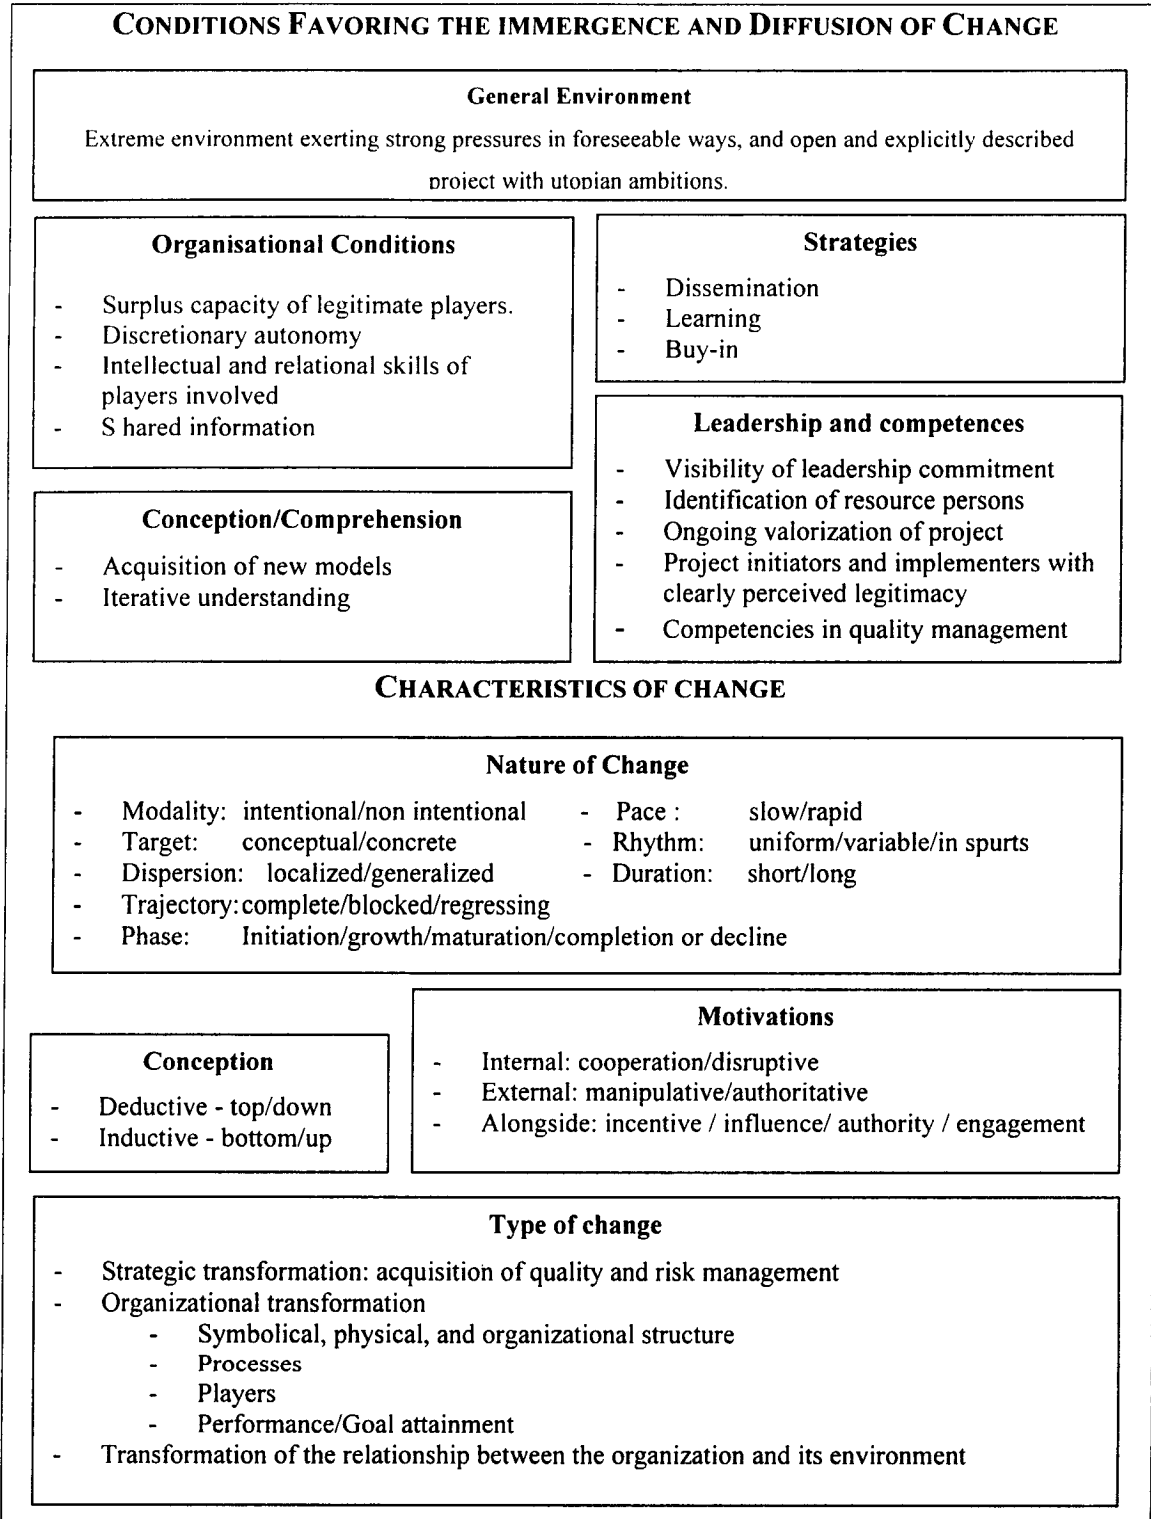 CONDITIONS FAVORING THE IMMERGENCE AND DIFFUSION OF CHANGE
General Environment
Extreme environment exerting strong pressures in foreseeable ways, and open and explicitly described
project with utopian ambitions.
Organisational Conditions
- Surplus capacity of legitimate players.
- Discretionary autonomy
- Intellectual and relational skills of
players involved
- S hared information
Strategies
- Dissemination
- Learning
- Buy-in
Leadership and competences
- Visibility of leadership commitment
- Identification of resource persons
- Ongoing valorization of project
- Project initiators and implementers with
clearly perceived legitimacy
- Competencies in quality management
Conception/Comprehension
- Acquisition of new models
- Iterative understanding
CHARACTERISTICS OF CHANGE
Nature of Change
- Modality: intentional/non intentional - Pace : slow/rapid
- Target: conceptual/concrete - Rhythm: uniform/variable/in spurts
- Dispersion: localized/generalized - Duration: short/long
- Trajectory: complete/blocked/regressing
- Phase: Initiation/growth/maturation/completion or decline
Conception
- Deductive - top/down
- Inductive - bottom/up
Motivations
- Internal: cooperation/disruptive
- External: manipulative/authoritative
- Alongside: incentive / influence/ authority / engagement
Type of change
- Strategic transformation: acquisition of quality and risk management
- Organizational transformation
- Symbolical, physical, and organizational structure
- Processes
- Players
- Performance/Goal attainment
- Transformation of the relationship between the organization and its environment